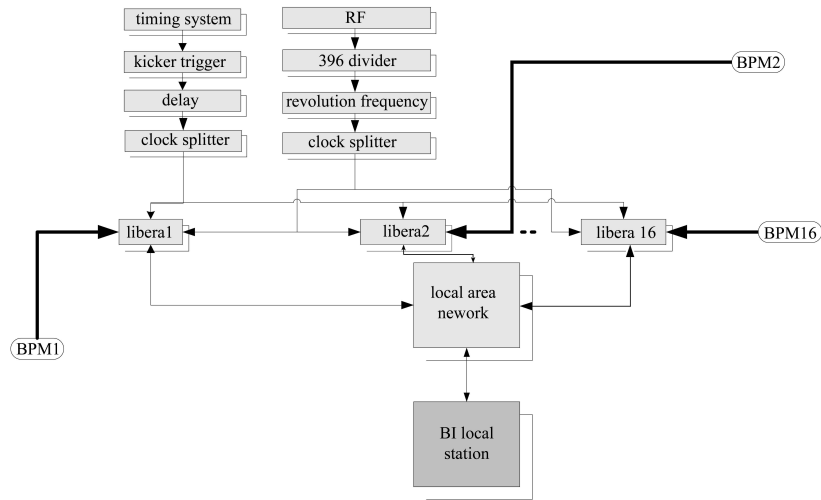 timing system
RF
kicker trigger
396 divider
BPM2
delay
revolution frequency
clock splitter
clock splitter
libera1
libera2
libera 16
BPM16
local area
nework
BPM1
BI local
station